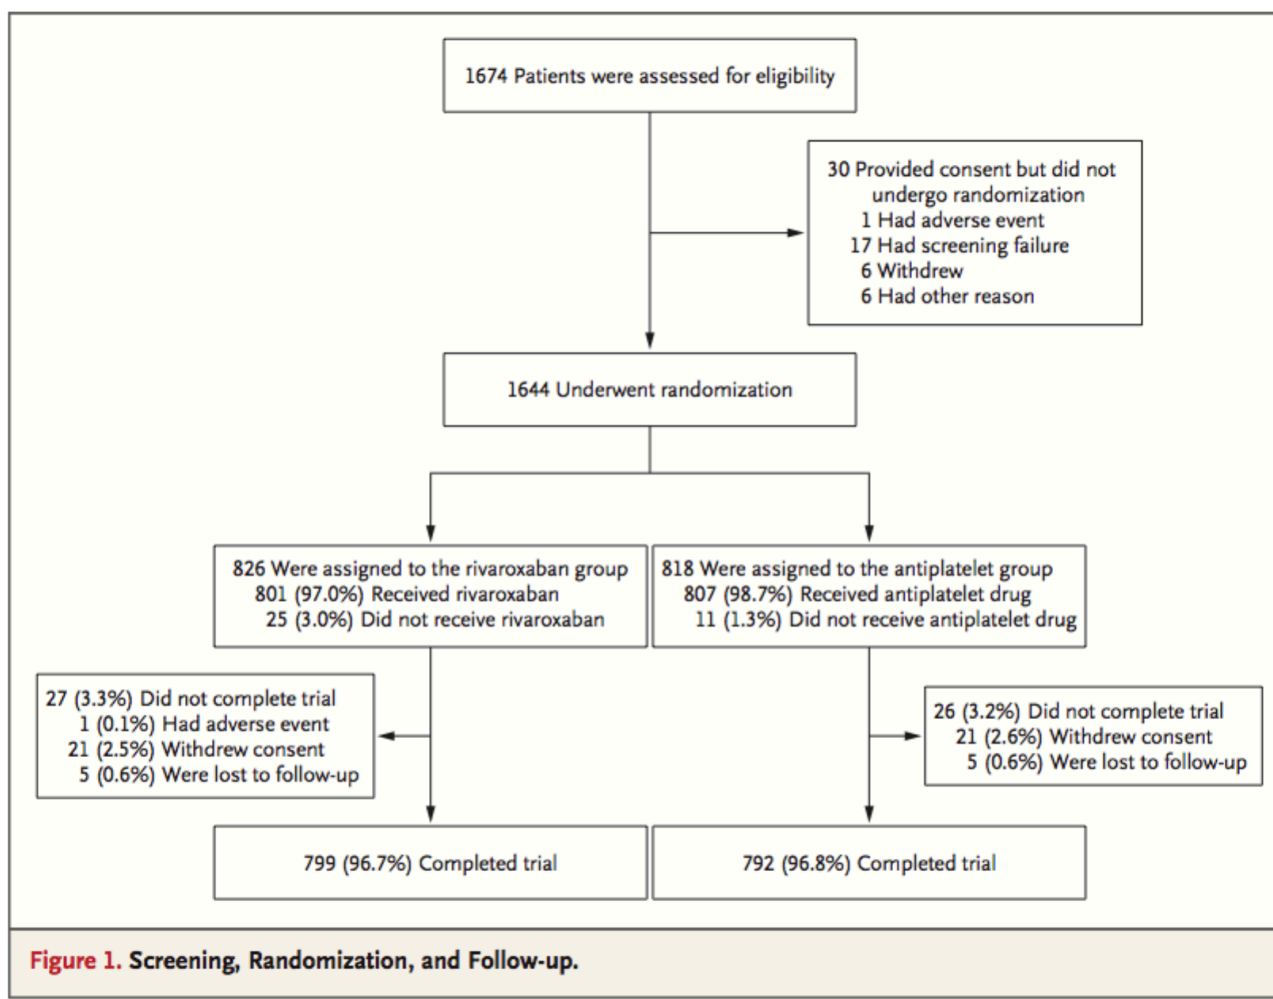 1674 Patients were assessed for eligibility
30 Provided consent but did not
undergo randomization
1 Had adverse event
17 Had screening failure
6 Withdrew
6 Had other reason
1644 Underwent randomization
826 Were assigned to the rivaroxaban group
801 (97.0%) Received rivaroxaban
25 (3.0%) Did not receive rivaroxaban
818 Were assigned to the antiplatelet group
807 (98.7%) Received antiplatelet drug
11 (1.3%) Did not receive antiplatelet drug
27 (3.3%) Did not complete trial
1 (0.1%) Had adverse event
21 (2.5%) Withdrew consent
5 (0.6%) Were lost to follow-up
26 (3.2%) Did not complete trial
21 (2.6%) Withdrew consent
5 (0.6%) Were lost to follow-up
799 (96.7%) Completed trial
792 (96.8%) Completed trial
Figure 1. Screening, Randomization, and Follow-up.